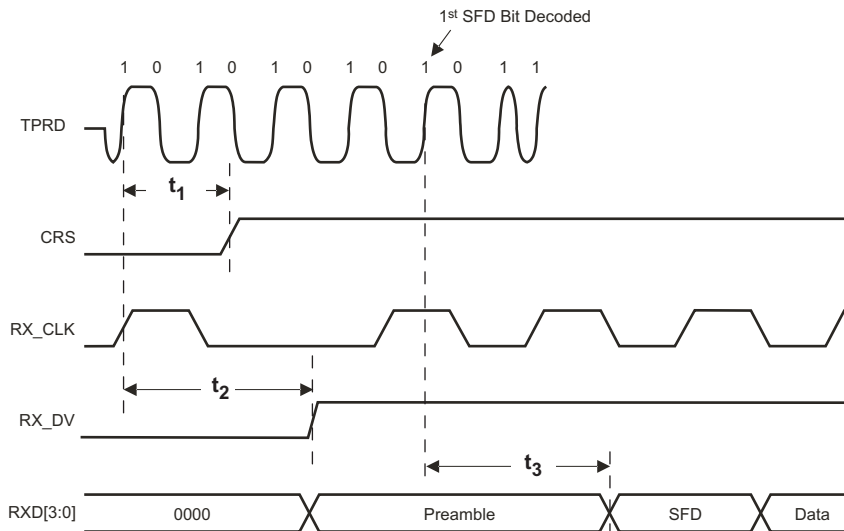 1st SFD Bit Decoded
1 0 1 0 1 0 1 0 1 0 1 1
TPRD
t1
CRS
RX_CLK
t2
RX_DV
t3
RXD[3:0] 0000 Preamble SFD Data